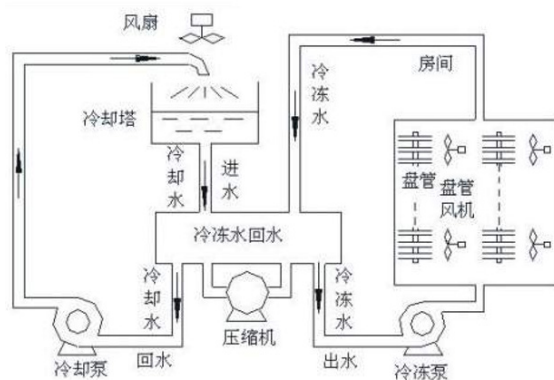 风扇
房间
冷却塔
冷冻水
冷却水
进水
盘管
盘管风机
冷冻水回水
冷却水
冷冻水
压缩机
冷却泵
回水
出水
冷冻泵